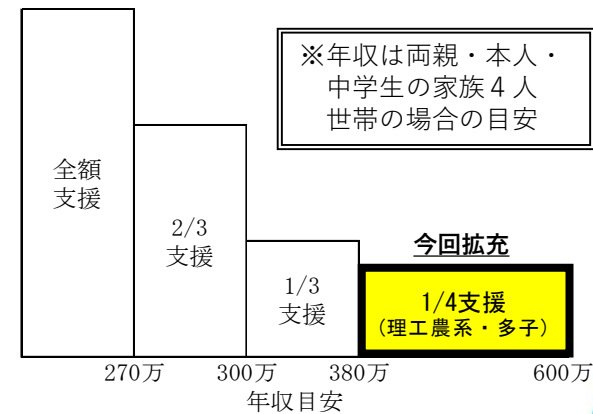 ※年収は両親・本人・
中学生の家族４人
世帯の場合の目安
全額
支援
2/3
支援
1/3
支援
今回拡充
1/4支援
（理工農系・多子）
270万
300万
380万
600万
年収目安